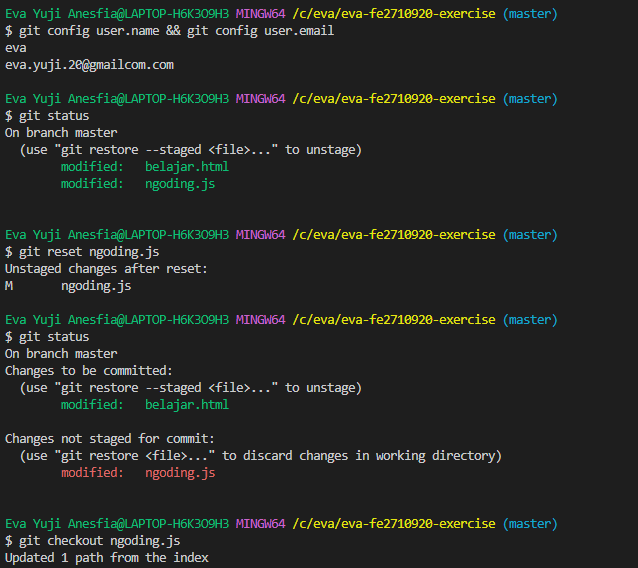 Eva Yuji Anesfia@LAPTOP-H6K3O9H3 MINGW64 /c/eva/eva-fe2710920-exercise (master)
$ git config user.name && git config user.email
eva
eva.yuji.20@gmailcom.com
Eva Yuji Anesfia@LAPTOP-H6K3O9H3 MINGW64 /c/eva/eva-fe2710920-exercise (master)
$ git status
On branch master
(use "git restore --staged <file>..." to unstage)
modified: belajar.html
modified: ngoding.js
Eva Yuji Anesfia@LAPTOP-H6K3O9H3 MINGW64 /c/eva/eva-fe2710920-exercise (master)
$ git reset ngoding.js
Unstaged changes after reset:
M ngoding.js
Eva Yuji Anesfia@LAPTOP-H6K3O9H3 MINGW64 /c/eva/eva-fe2710920-exercise (master)
$ git status
On branch master
Changes to be committed:
(use "git restore --staged <file>..." to unstage)
modified: belajar.html
Changes not staged for commit:
(use "git restore <file>..." to discard changes in working directory)
modified: ngoding.js
Eva Yuji Anesfia@LAPTOP-H6K3O9H3 MINGW64 /c/eva/eva-fe2710920-exercise (master)
$ git checkout ngoding.js
Updated 1 path from the index